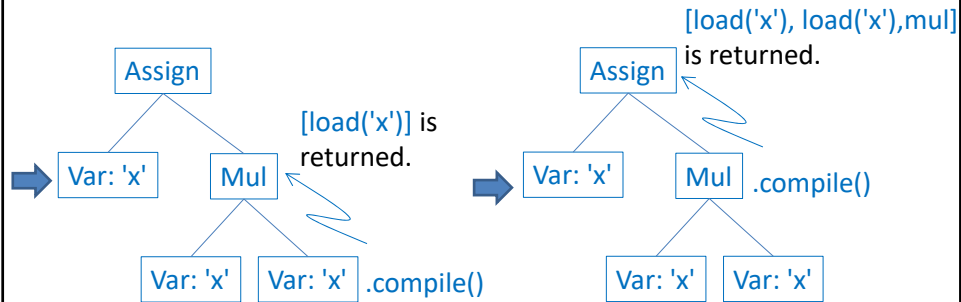 Assign
[load('x')] is
returned.
Var: 'x'
Mul
Var: 'x'
Var: 'x'
.compile()
[load('x'), load('x'),mul]
is returned.
Assign
Var: 'x'
Mul
.compile()
Var: 'x'
Var: 'x'